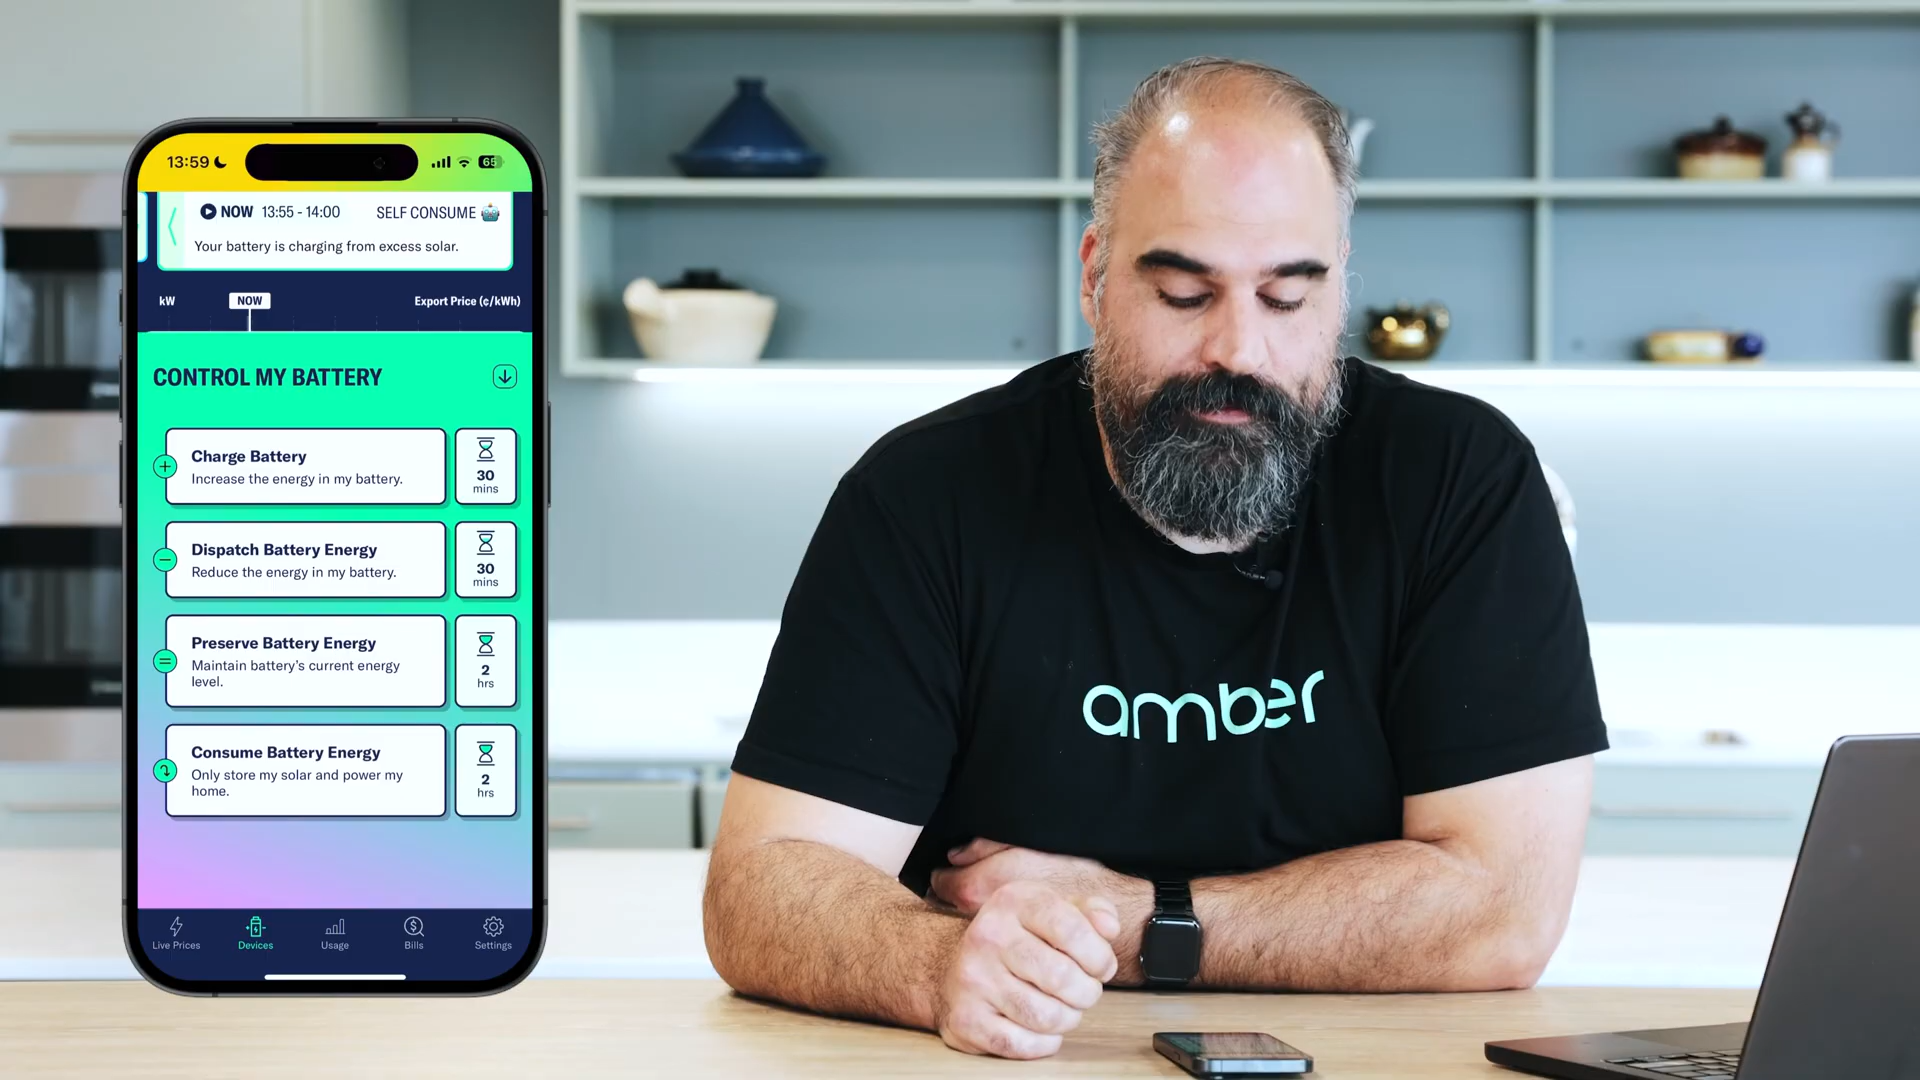 13:59
65
NOW 13:55 - 14:00 SELF CONSUME
Your battery is charging from excess solar.
kW NOW Export Price (¢/kWh)
CONTROL MY BATTERY
Charge Battery
Increase the energy in my battery.
30
mins
Dispatch Battery Energy
Reduce the energy in my battery.
30
mins
Preserve Battery Energy
Maintain battery's current energy
level.
2
hrs
Consume Battery Energy
Only store my solar and power my
home.
2
hrs
Live Prices Devices Usage Bills Settings
amber